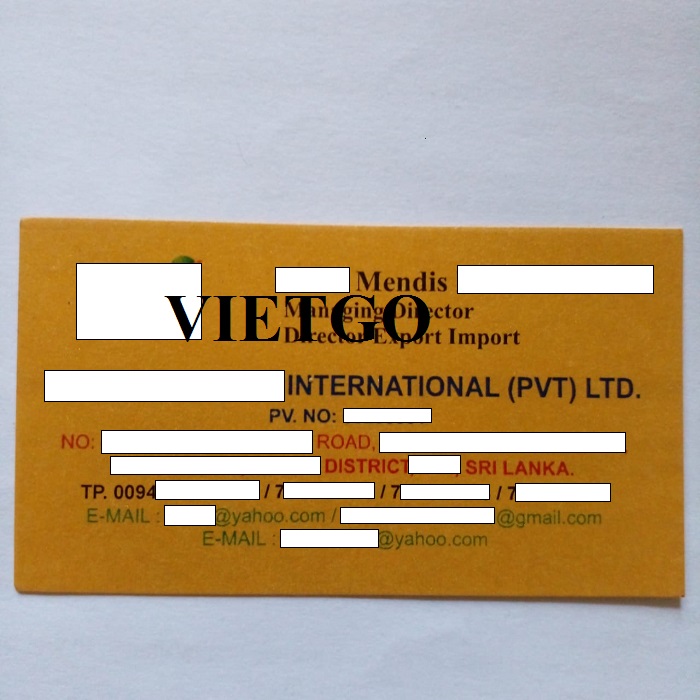 Mendis
VIETGO
Managing Director
Director Export Import
INTERNATIONAL (PVT) LTD.
PV. NO:
NO: ROAD,
DISTRICT, SRI LANKA.
TP. 0094 / 7 / 7 / 7
E-MAIL : @yahoo.com / @gmail.com
E-MAIL : @yahoo.com